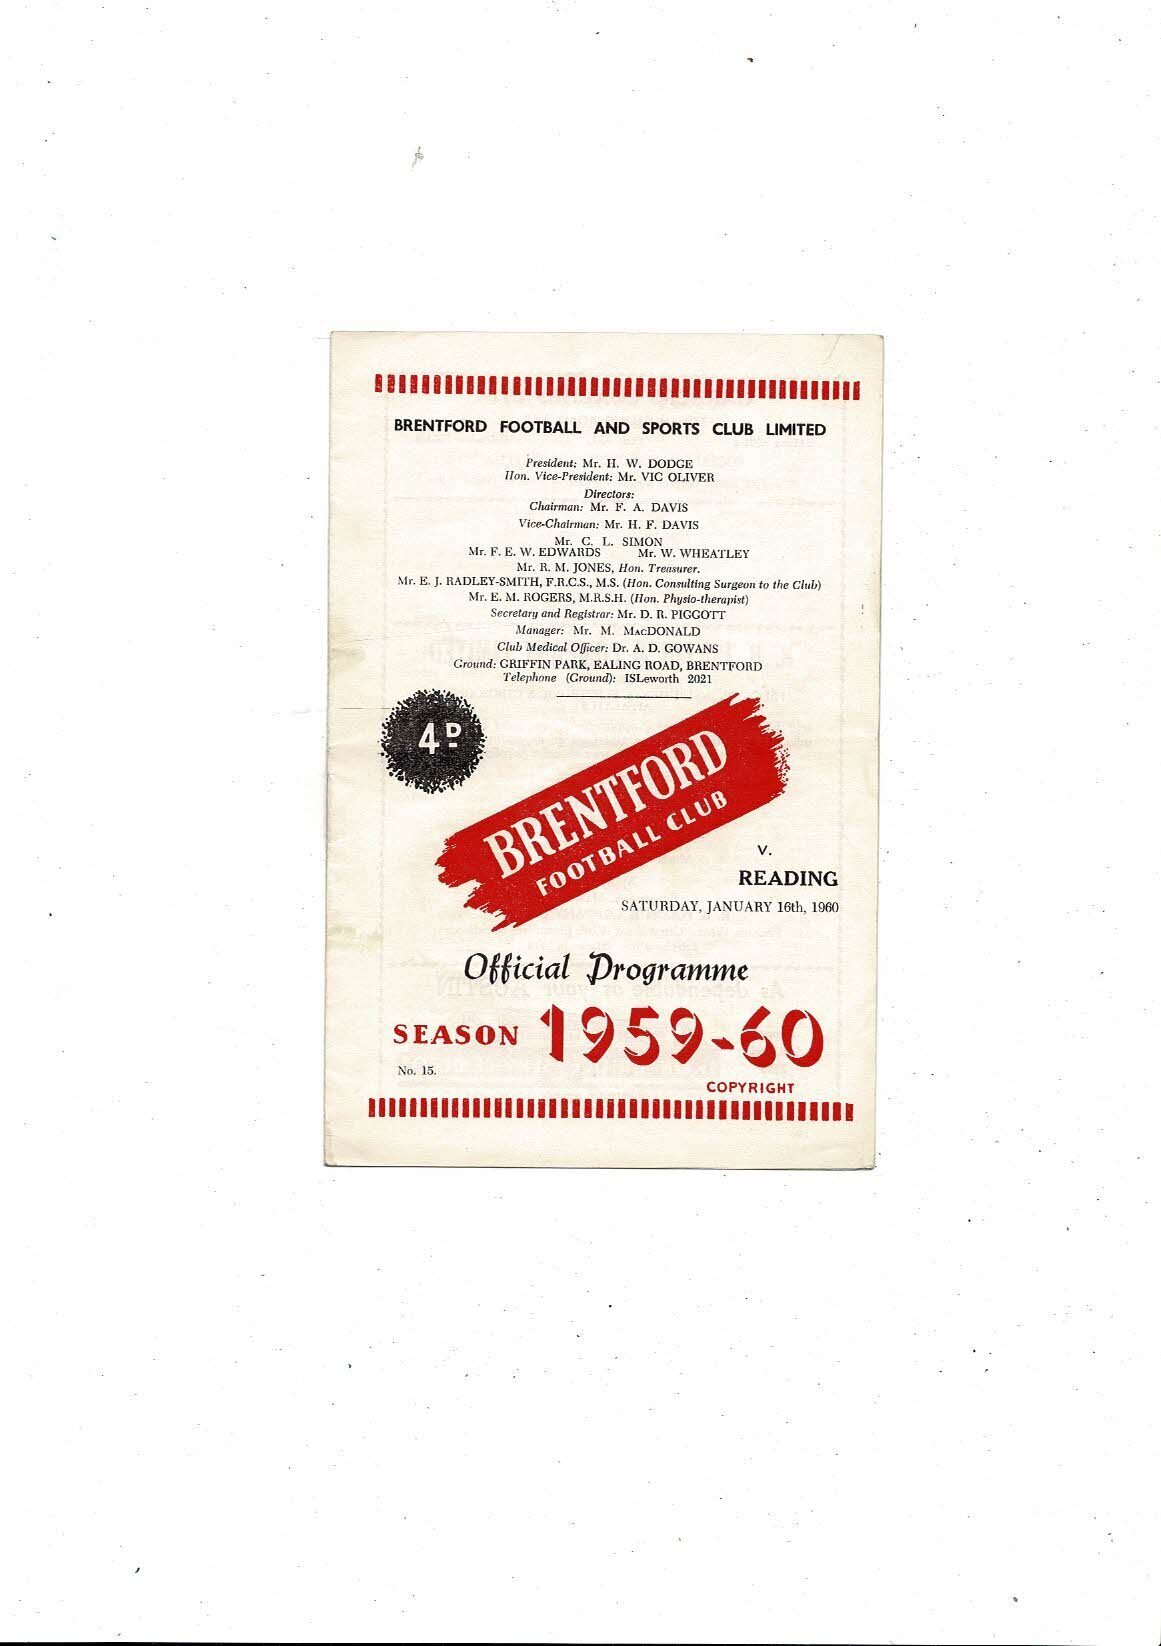 BRENTFORD FOOTBALL AND SPORTS CLUB LIMITED
President: Mr. H. W. DODGE
Hon. Vice-President: Mr. VIC OLIVER
Directors:
Chairman: Mr. F. A. DAVIS
Vice-Chairman: Mr. H. F. DAVIS
Mr. C. L. SIMON
Mr. F. E. W. EDWARDS Mr. W. WHEATLEY
Mr. R. M. JONES, Hon. Treasurer.
Mr. E. J. RADLEY-SMITH, F.R.C.S., M.S. (Hon. Consulting Surgeon to the Club)
Mr. E. M. ROGERS, M.R.S.H. (Hon. Physio-therapist)
Secretary and Registrar: Mr. D. R. PIGGOTT
Manager: Mr. M. MACDONALD
Club Medical Officer: Dr. A. D. GOWANS
Ground: GRIFFIN PARK, EALING ROAD, BRENTFORD
Telephone (Ground): ISLeworth 2021
4D
BRENTFORD
FOOTBALL CLUB
v.
READING
SATURDAY, JANUARY 16th, 1960
Official Programme
SEASON 1959-60
No. 15.
COPYRIGHT